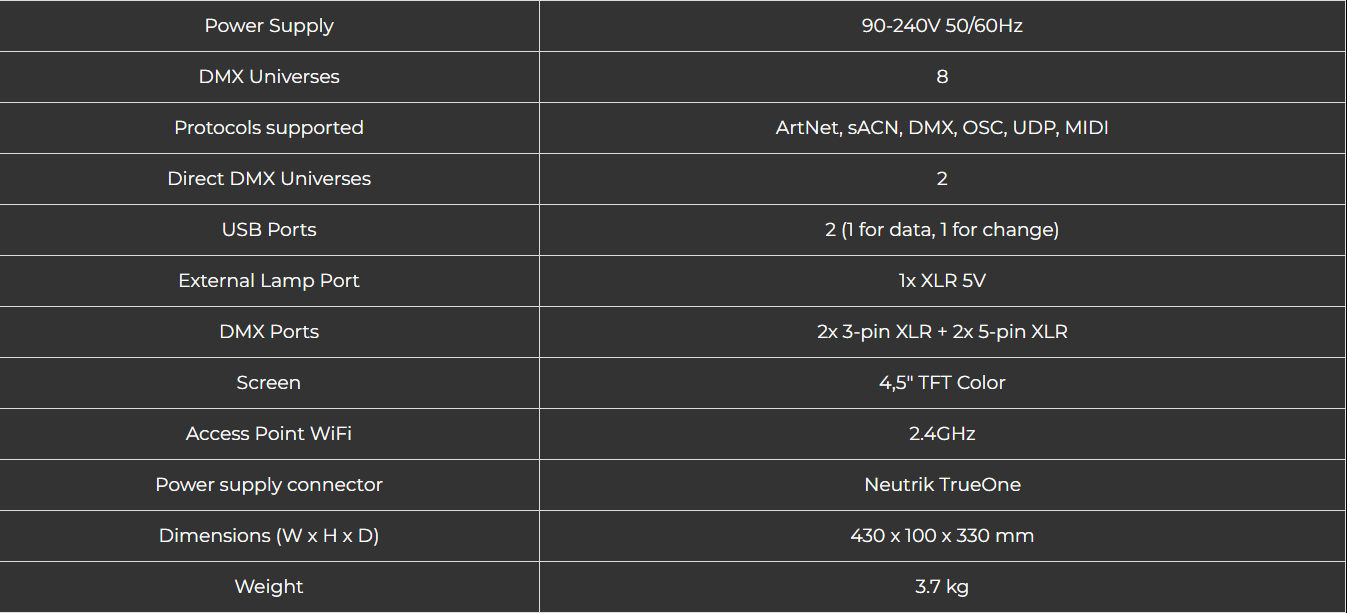 Power Supply 90-240V 50/60Hz
DMX Universes 8
Protocols supported ArtNet, sACN, DMX, OSC, UDP, MIDI
Direct DMX Universes 2
USB Ports 2 (1 for data, 1 for change)
External Lamp Port 1x XLR 5V
DMX Ports 2x 3-pin XLR + 2x 5-pin XLR
Screen 4,5" TFT Color
Access Point WiFi 2.4GHz
Power supply connector Neutrik TrueOne
Dimensions (W x H x D) 430 x 100 x 330 mm
Weight 3.7 kg